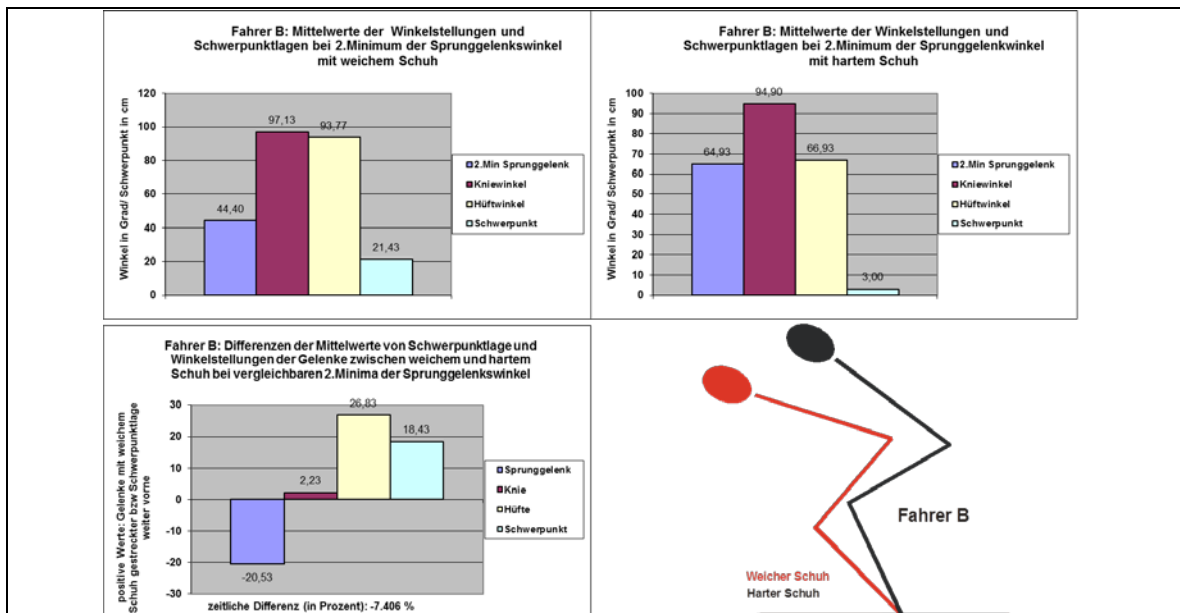 Fahrer B: Mittelwerte der Winkelstellungen und
Schwerpunktlagen bei 2.Minimum der Sprunggelenkswinkel
mit weichem Schuh
Winkel in Grad/ Schwerpunkt in cm
120
100
80
60
40
20
0
44,40
97,13
93,77
21,43
2.Min Sprunggelenk
Kniewinkel
Hüftwinkel
Schwerpunkt
Fahrer B: Mittelwerte der Winkelstellungen und
Schwerpunktlagen bei 2.Minimum der Sprunggelenkwinkel
mit hartem Schuh
Winkel in Grad/ Schwerpunkt in cm
100
90
80
70
60
50
40
30
20
10
0
64,93
94,90
66,93
3,00
2.Min Sprunggelenk
Kniewinkel
Hüftwinkel
Schwerpunkt
Fahrer B: Differenzen der Mittelwerte von Schwerpunktlage und
Winkelstellungen der Gelenke zwischen weichem und hartem
Schuh bei vergleichbaren 2.Minima der Sprunggelenkswinkel
positive Werte: Gelenke mit weichem
Schuh gestreckter bzw Schwerpunktlage
weiter vorne
30
20
10
0
-10
-20
-30
-20,53
2,23
26,83
18,43
Sprunggelenk
Knie
Hüfte
Schwerpunkt
zeitliche Differenz (in Prozent): -7.406 %
Fahrer B
Weicher Schuh
Harter Schuh